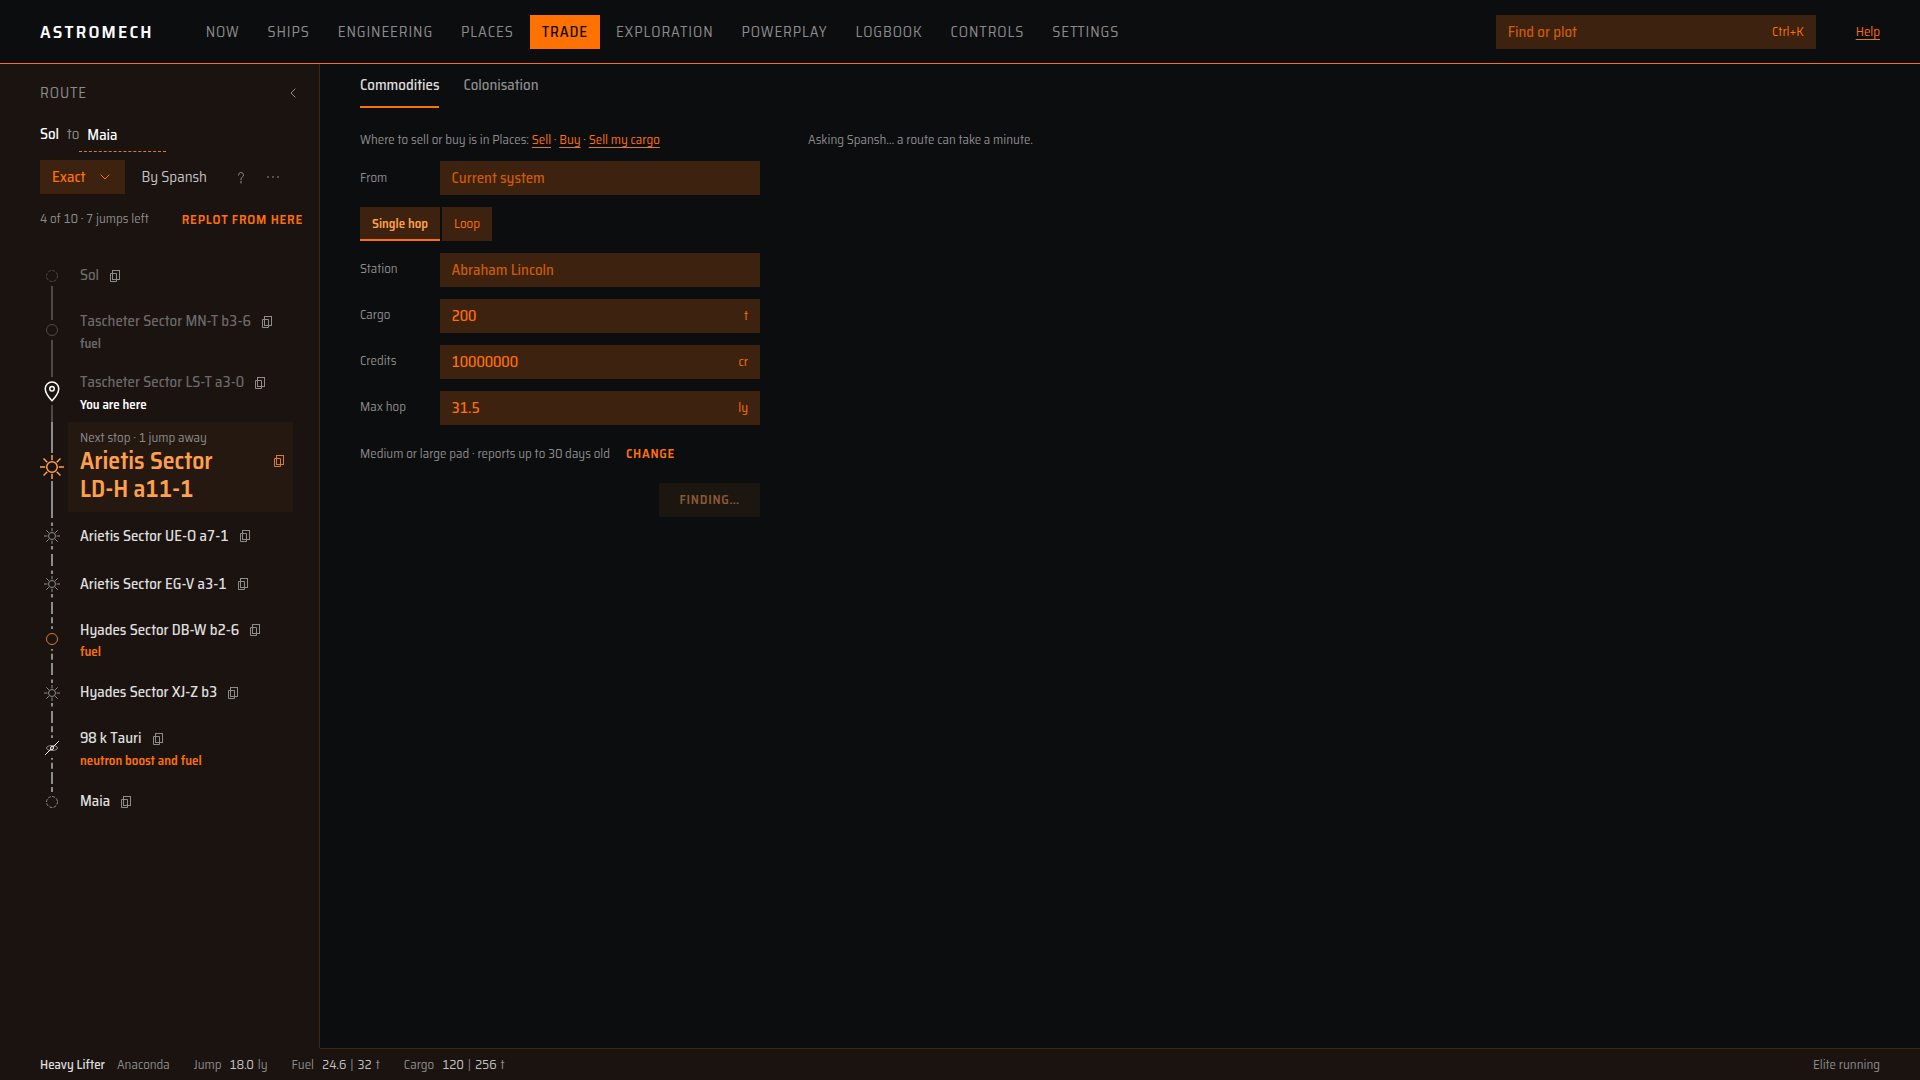 ASTROMECH
NOW
SHIPS
ENGINEERING
PLACES
TRADE
EXPLORATION
POWERPLAY
LOGBOOK
CONTROLS
SETTINGS
Find or plot
Ctrl+K
Help
ROUTE
Sol to Maia
Exact
By Spansh
?
4 of 10 · 7 jumps left
REPLOT FROM HERE
Sol
Tascheter Sector MN-T b3-6
fuel
Tascheter Sector LS-T a3-0
You are here
Next stop · 1 jump away
Arietis Sector
LD-H a11-1
Arietis Sector UE-O a7-1
Arietis Sector EG-V a3-1
Hyades Sector DB-W b2-6
fuel
Hyades Sector XJ-Z b3
98 k Tauri
neutron boost and fuel
Maia
Commodities
Colonisation
Where to sell or buy is in Places: Sell · Buy · Sell my cargo
From
Current system
Single hop
Loop
Station
Abraham Lincoln
Cargo
200
t
Credits
10000000
cr
Max hop
31.5
ly
Medium or large pad · reports up to 30 days old
CHANGE
FINDING...
Asking Spansh... a route can take a minute.
Heavy Lifter Anaconda
Jump 18.0 ly
Fuel 24.6 | 32 t
Cargo 120 | 256 t
Elite running